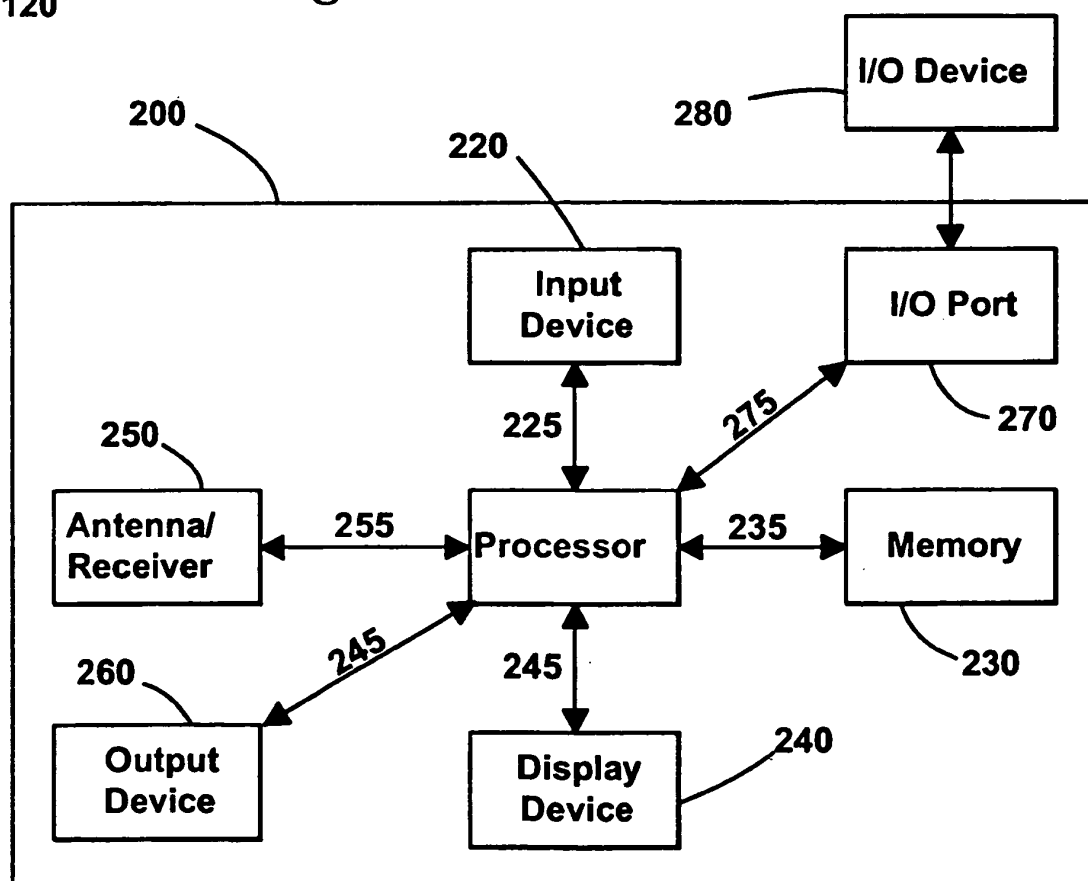 120
g
I/O Device
200
280
220
Input
Device
I/O Port
225
275
270
250
Antenna/
Receiver
255
Processor
235
Memory
245
245
230
260
Output
Device
Display
Device
240